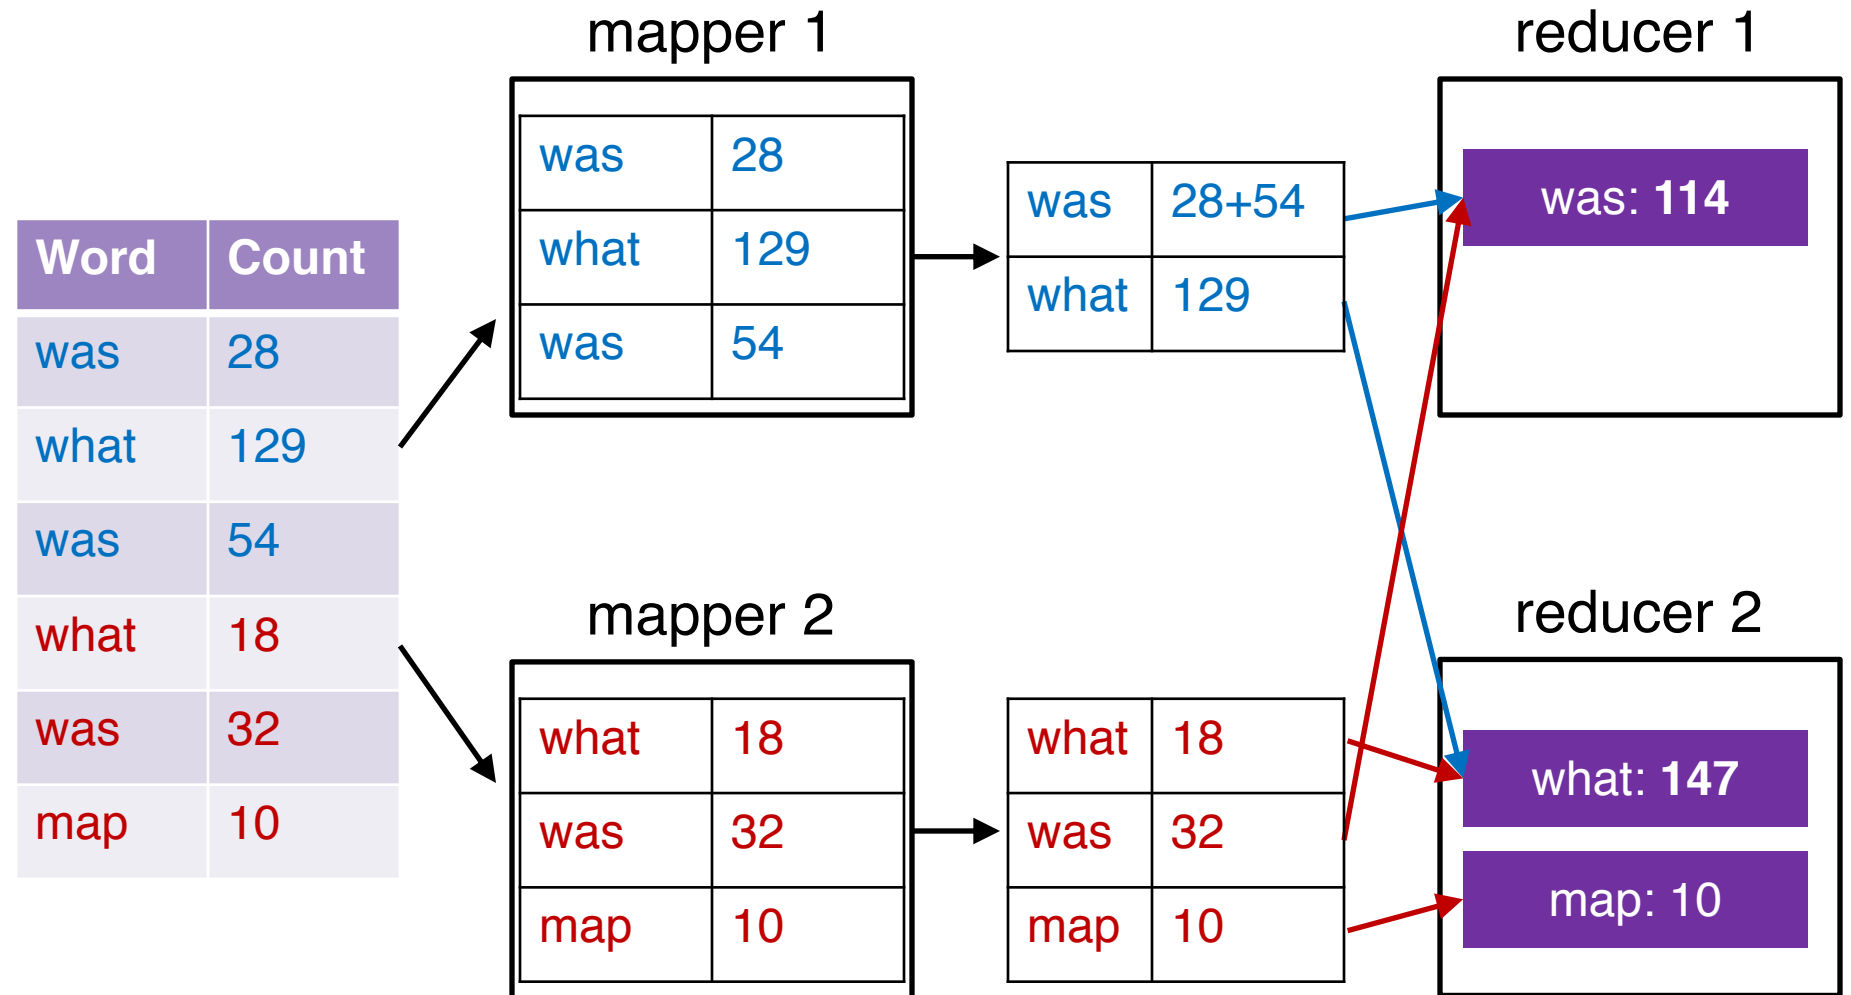 Word Count
was 28
what 129
was 54
what 18
was 32
map 10
mapper 1
was 28
what 129
was 54
mapper 2
what 18
was 32
map 10
was 28+54
what 129
what 18
was 32
map 10
reducer 1
was: 114
reducer 2
what: 147
map: 10